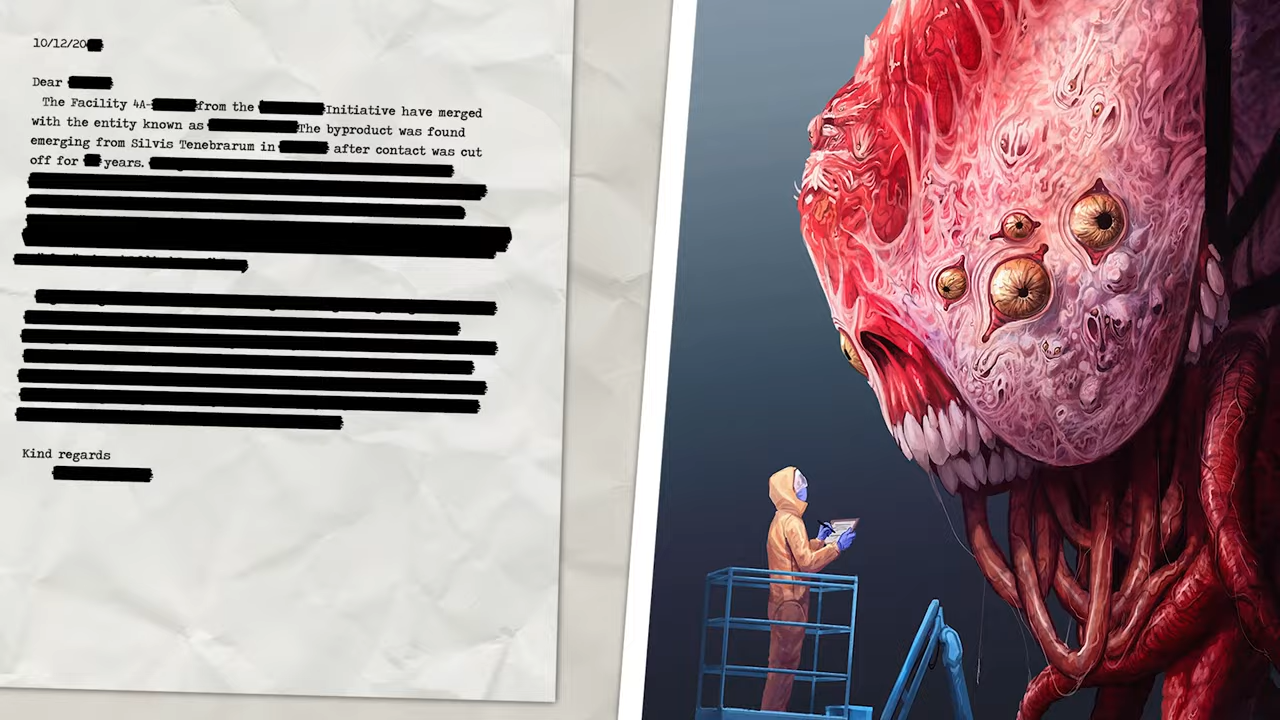 10/12/20
Dear
The Facility 4A- from the Initiative have merged
with the entity known as The byproduct was found
emerging from Silvis Tenebrarum in after contact was cut
off for years.
Kind regards